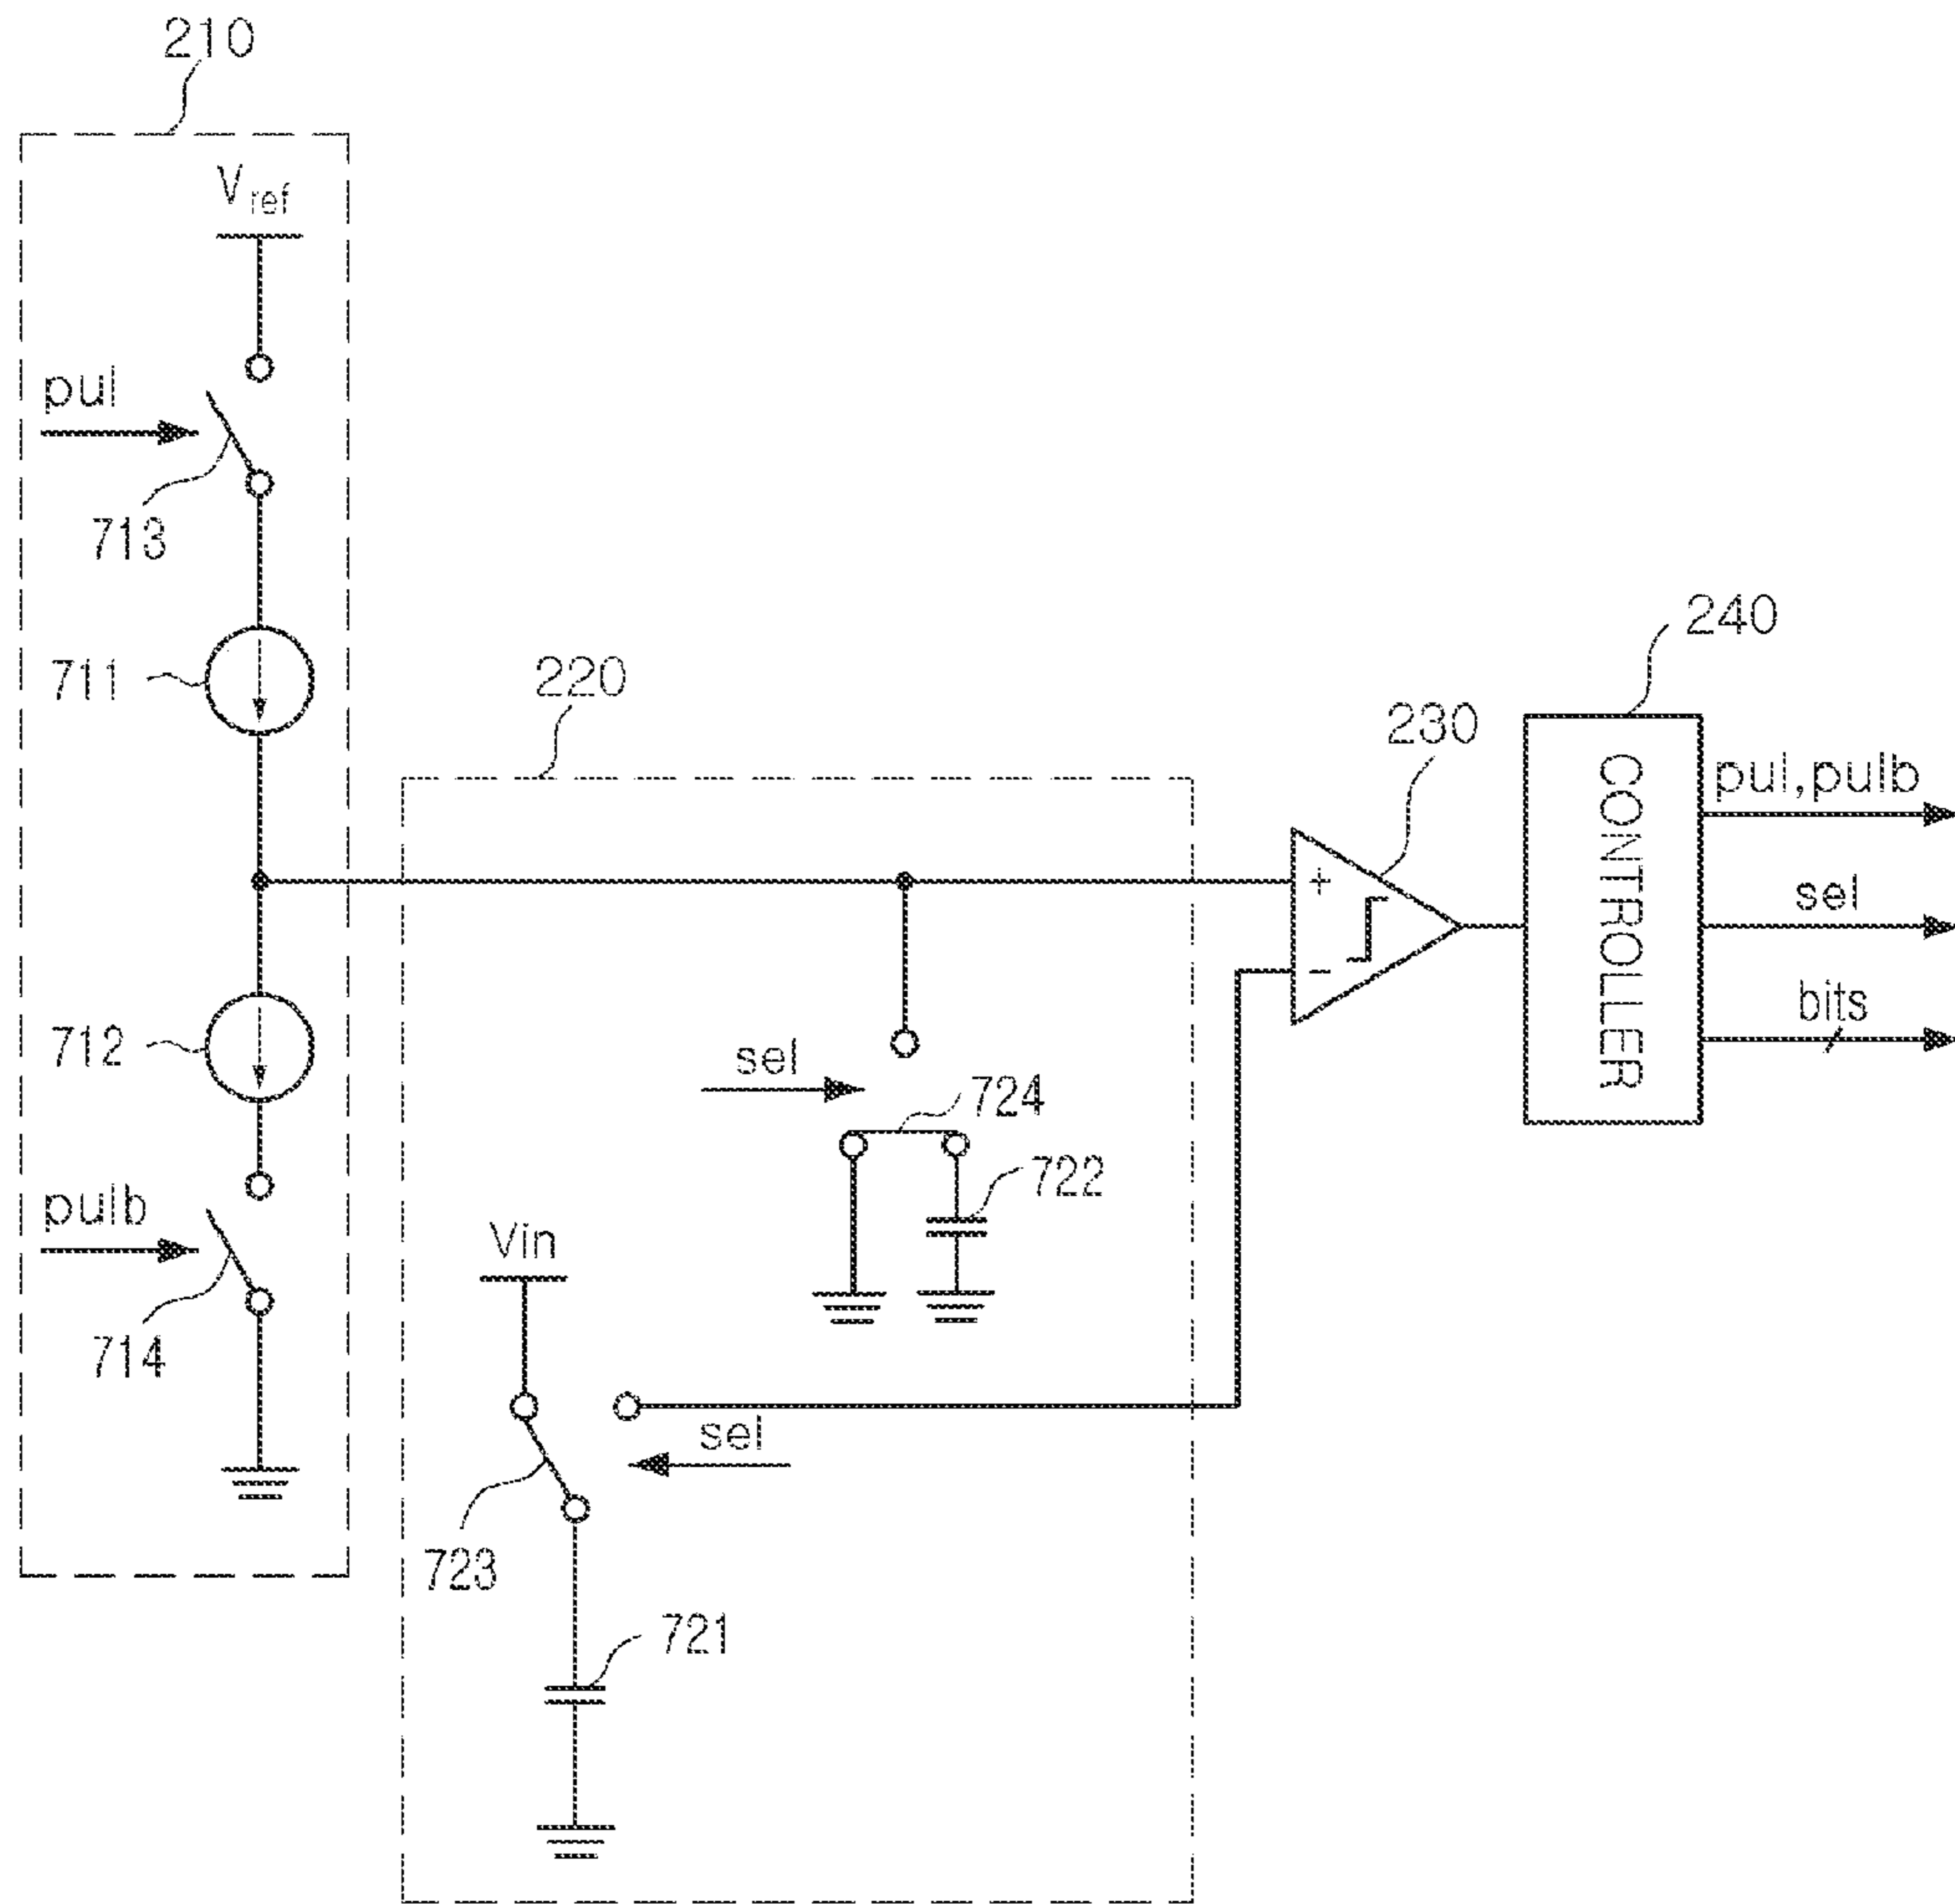 210
V_ref
pul
713
711
712
pulb
714
220
sel
724
722
Vin
sel
723
721
230
+
−
240
CONTROLLER
pul,pulb
sel
bits